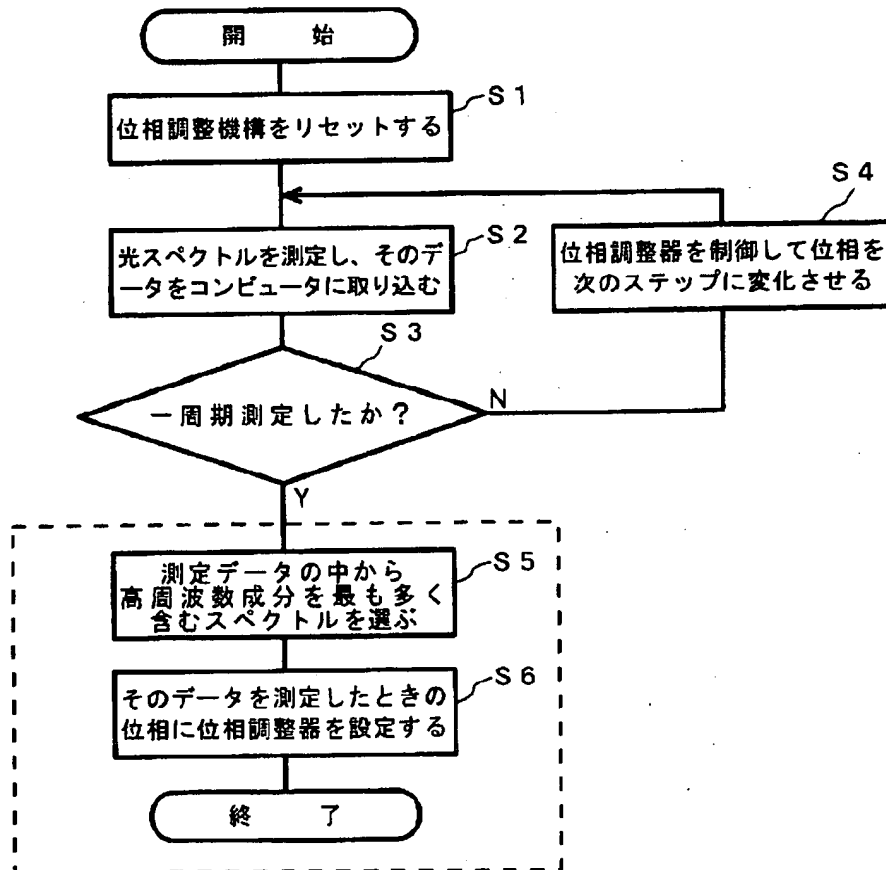 開　始
S1
位相調整機構をリセットする
S4
S2
光スペクトルを測定し、そのデ
ータをコンピュータに取り込む
位相調整器を制御して位相を
次のステップに変化させる
S3
一周期測定したか？
N
Y
S5
測定データの中から
高周波数成分を最も多く
含むスペクトルを選ぶ
S6
そのデータを測定したときの
位相に位相調整器を設定する
終　了